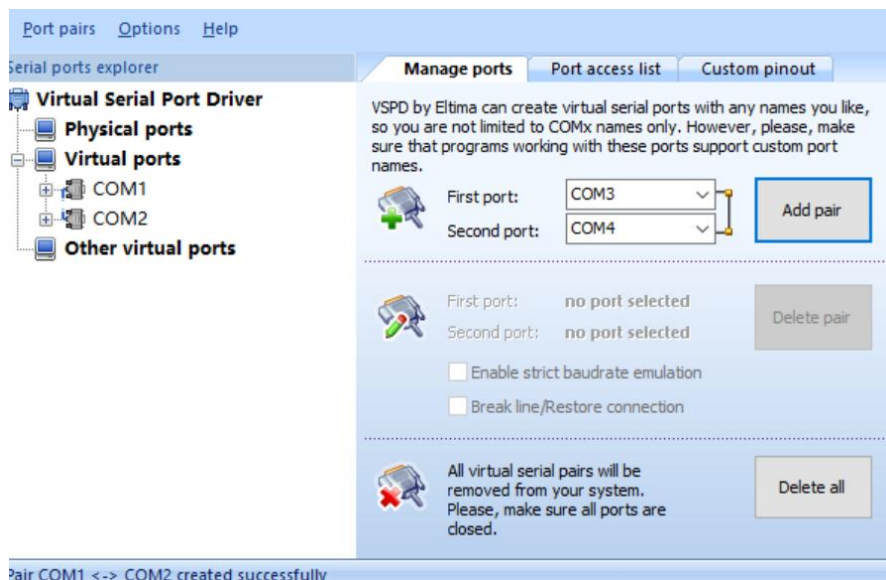 Port pairs Options Help
Serial ports explorer
Virtual Serial Port Driver
Physical ports
Virtual ports
COM1
COM2
Other virtual ports
Manage ports
Port access list
Custom pinout
VSPD by Eltima can create virtual serial ports with any names you like,
so you are not limited to COMx names only. However, please, make
sure that programs working with these ports support custom port
names.
First port: COM3
Second port: COM4
Add pair
First port: no port selected
Second port: no port selected
Delete pair
Enable strict baudrate emulation
Break line/Restore connection
All virtual serial pairs will be
removed from your system.
Please, make sure all ports are
closed.
Delete all
Pair COM1 <-> COM2 created successfully